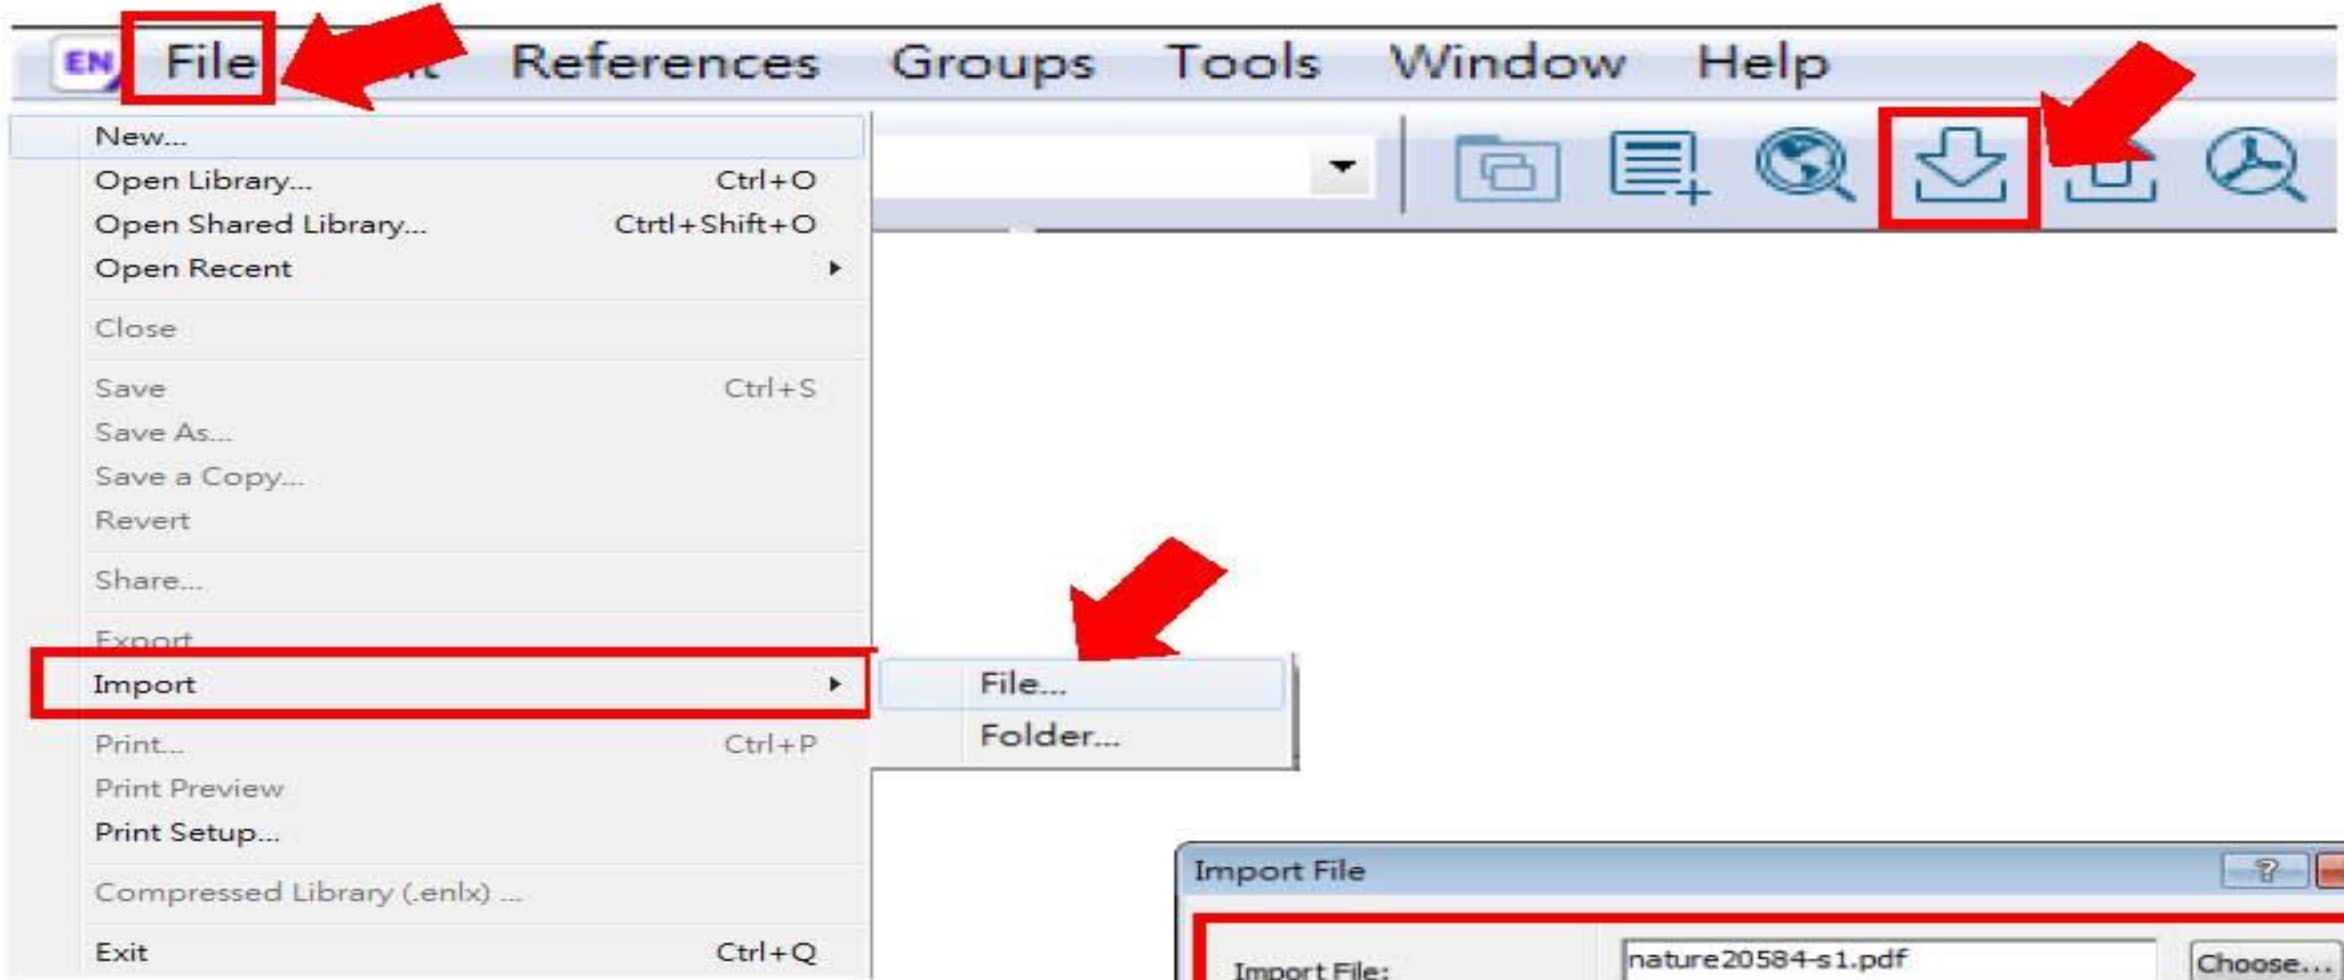 EN File References Groups Tools Window Help
New...
Open Library... Ctrl+O
Open Shared Library... Ctrtl+Shift+O
Open Recent
Close
Save Ctrl+S
Save As...
Save a Copy...
Revert
Share...
Export
Import
File...
Folder...
Print... Ctrl+P
Print Preview
Print Setup...
Compressed Library (.enlx) ...
Exit Ctrl+Q
Import File
?
Import File: nature20584-s1.pdf Choose...